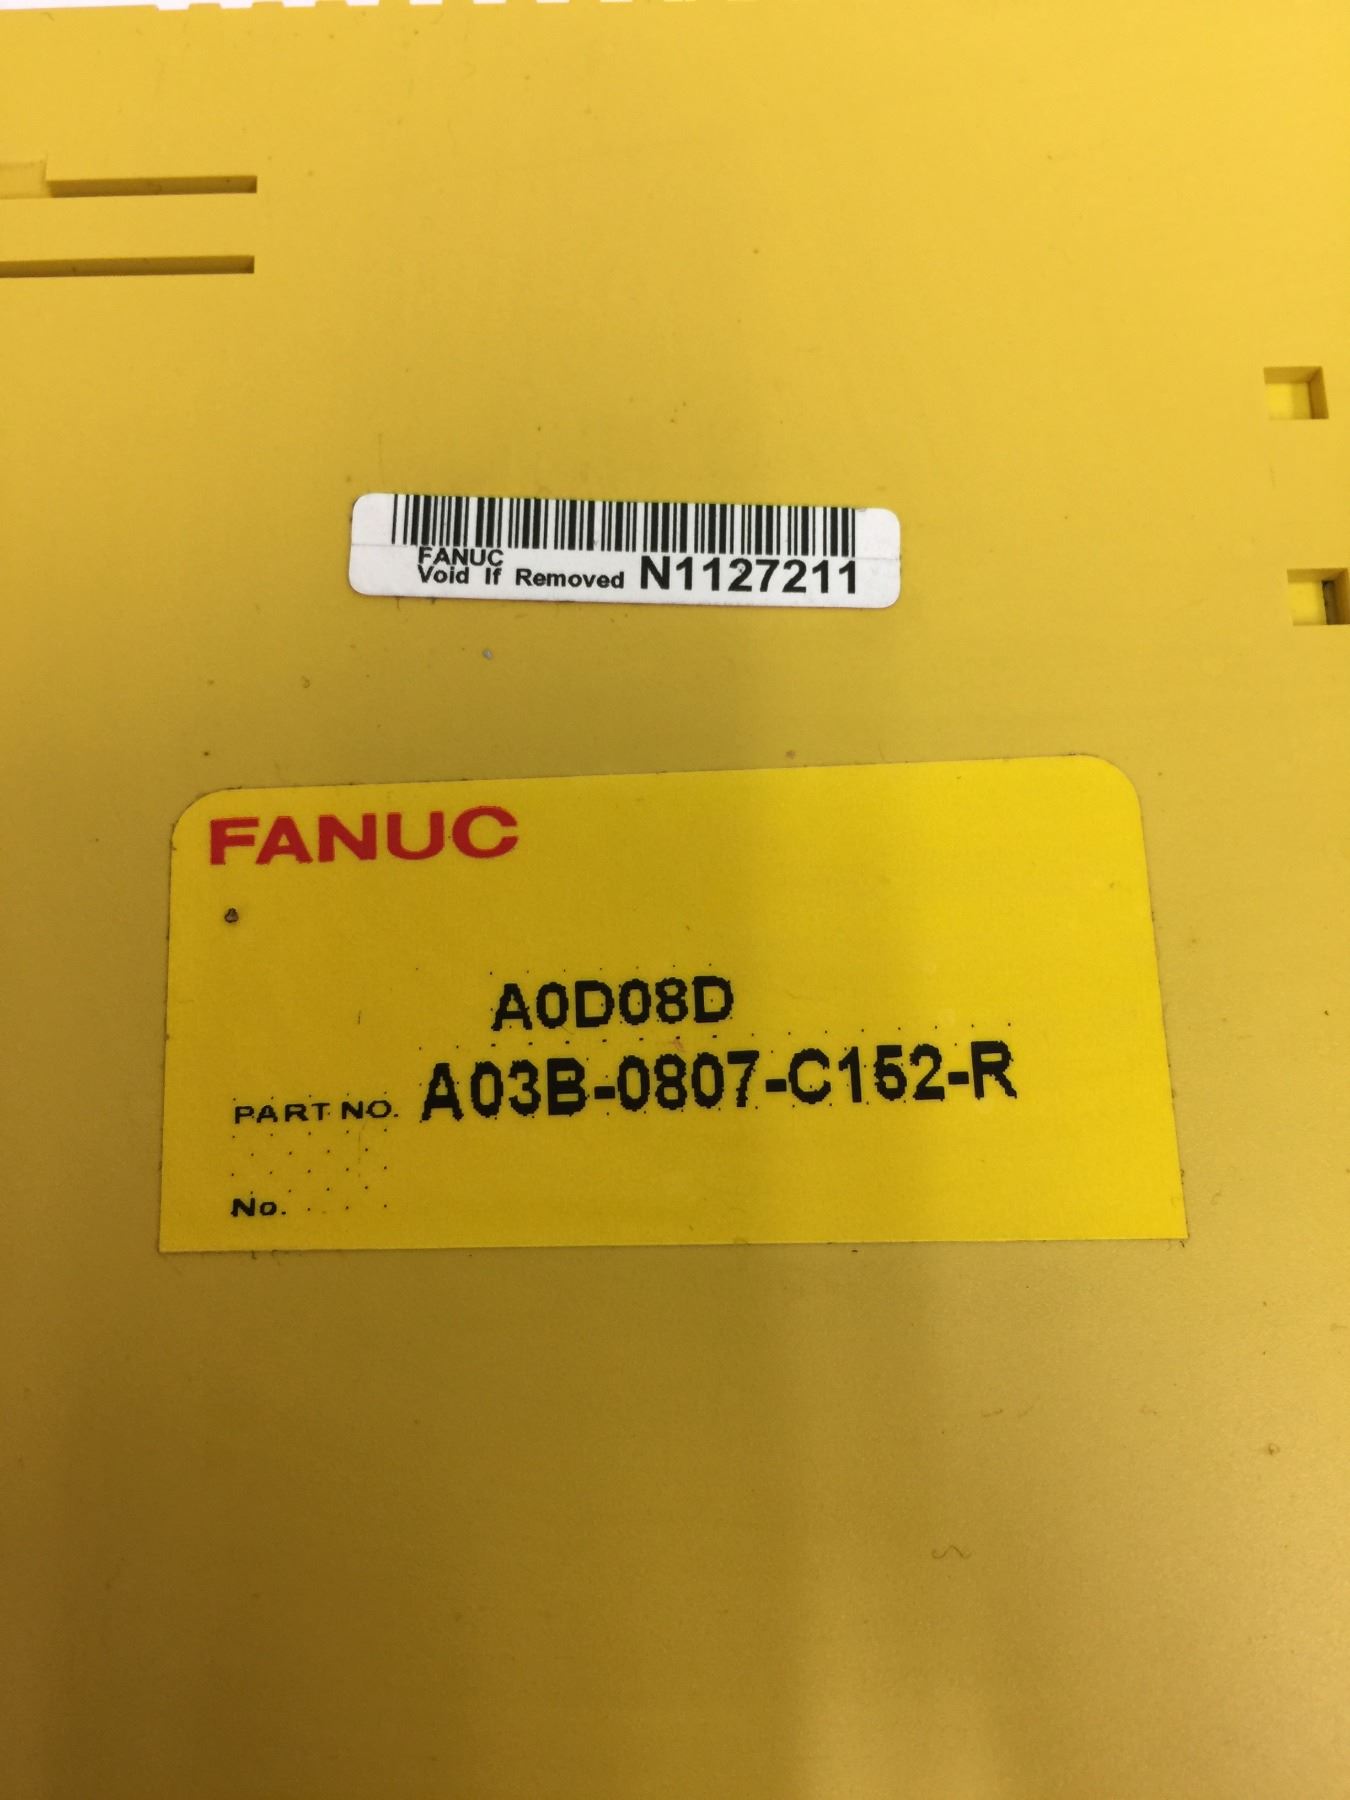 FANUC
Void If Removed N1127211
FANUC
A0D08D
PART NO. A03B-0807-C152-R
No.